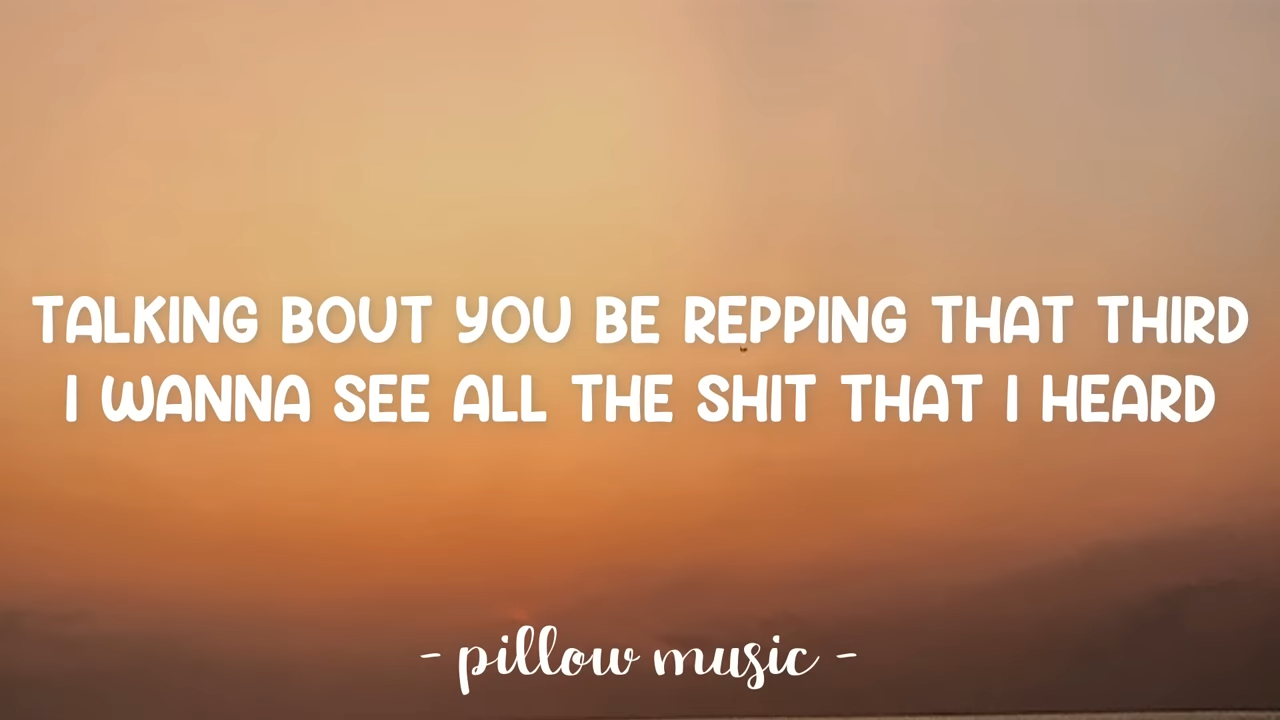 TALKING BOUT YOU BE REPPING THAT THIRD
I WANNA SEE ALL THE SHIT THAT I HEARD
- pillow music -